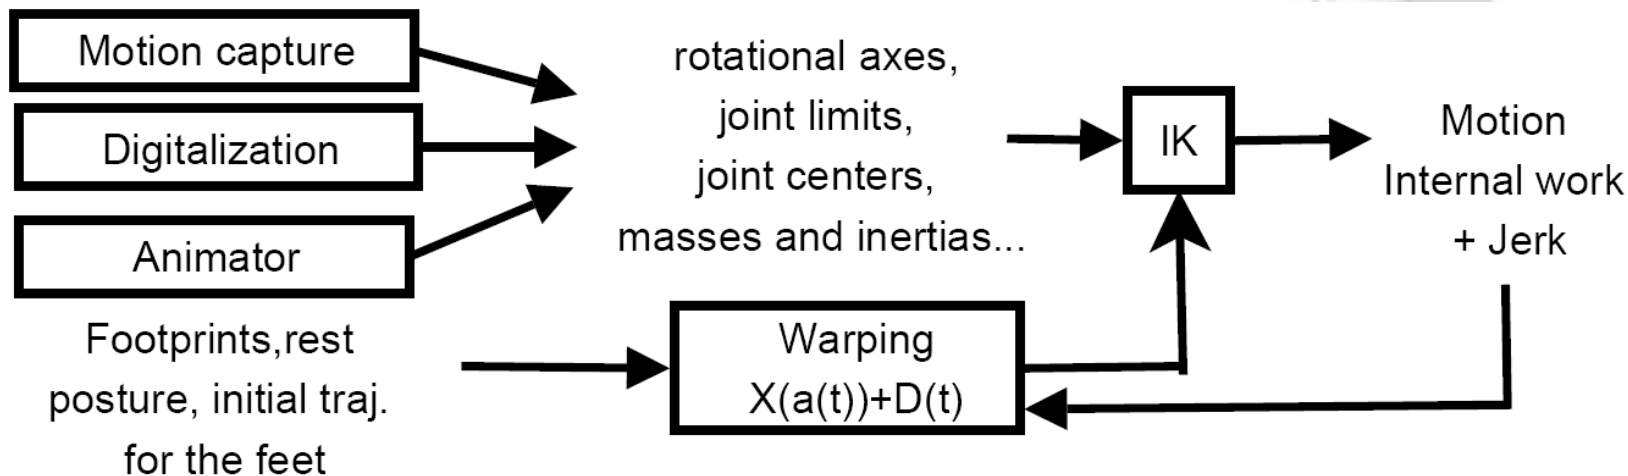 Motion capture
Digitalization
Animator
rotational axes,
joint limits,
joint centers,
masses and inertias...
IK
Motion
Internal work
+ Jerk
Footprints,rest
posture, initial traj.
for the feet
Warping
X(a(t))+D(t)